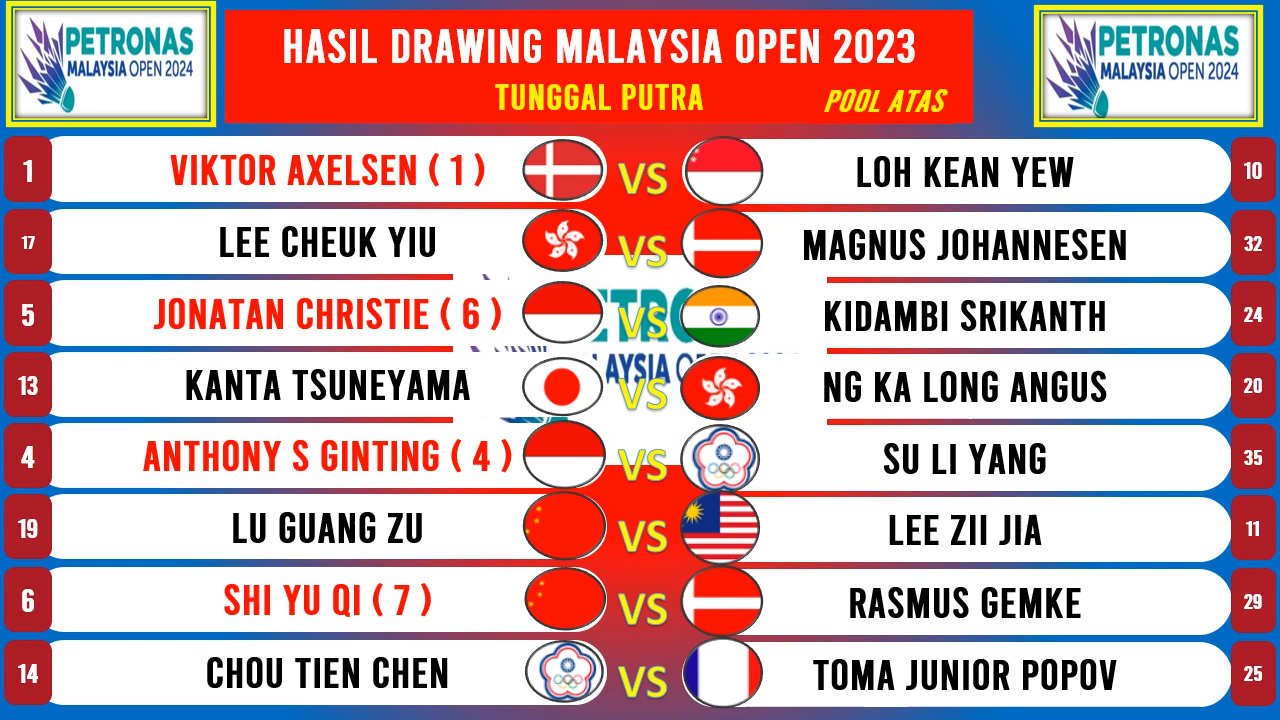 PETRONAS
MALAYSIA OPEN 2024
HASIL DRAWING MALAYSIA OPEN 2023
TUNGGAL PUTRA
POOL ATAS
PETRONAS
MALAYSIA OPEN 2024
1 VIKTOR AXELSEN ( 1 ) VS LOH KEAN YEW 10
17 LEE CHEUK YIU VS MAGNUS JOHANNESEN 32
5 JONATAN CHRISTIE ( 6 ) VS KIDAMBI SRIKANTH 24
13 KANTA TSUNEYAMA VS NG KA LONG ANGUS 20
4 ANTHONY S GINTING ( 4 ) VS SU LI YANG 35
19 LU GUANG ZU VS LEE ZII JIA 11
6 SHI YU QI ( 7 ) VS RASMUS GEMKE 29
14 CHOU TIEN CHEN VS TOMA JUNIOR POPOV 25